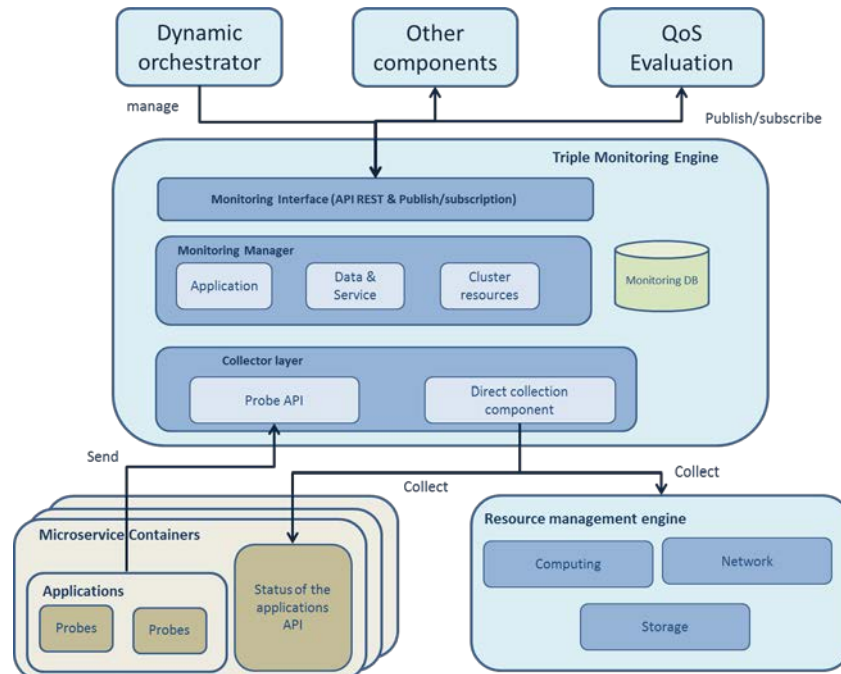 Dynamic
orchestrator
Other
components
QoS
Evaluation
manage
Publish/subscribe
Triple Monitoring Engine
Monitoring Interface (API REST & Publish/subscription)
Monitoring Manager
Application
Data &
Service
Cluster
resources
Monitoring DB
Collector layer
Probe API
Direct collection
component
Send
Collect
Collect
Microservice Containers
Applications
Probes
Probes
Status of the
applications
API
Resource management engine
Computing
Network
Storage